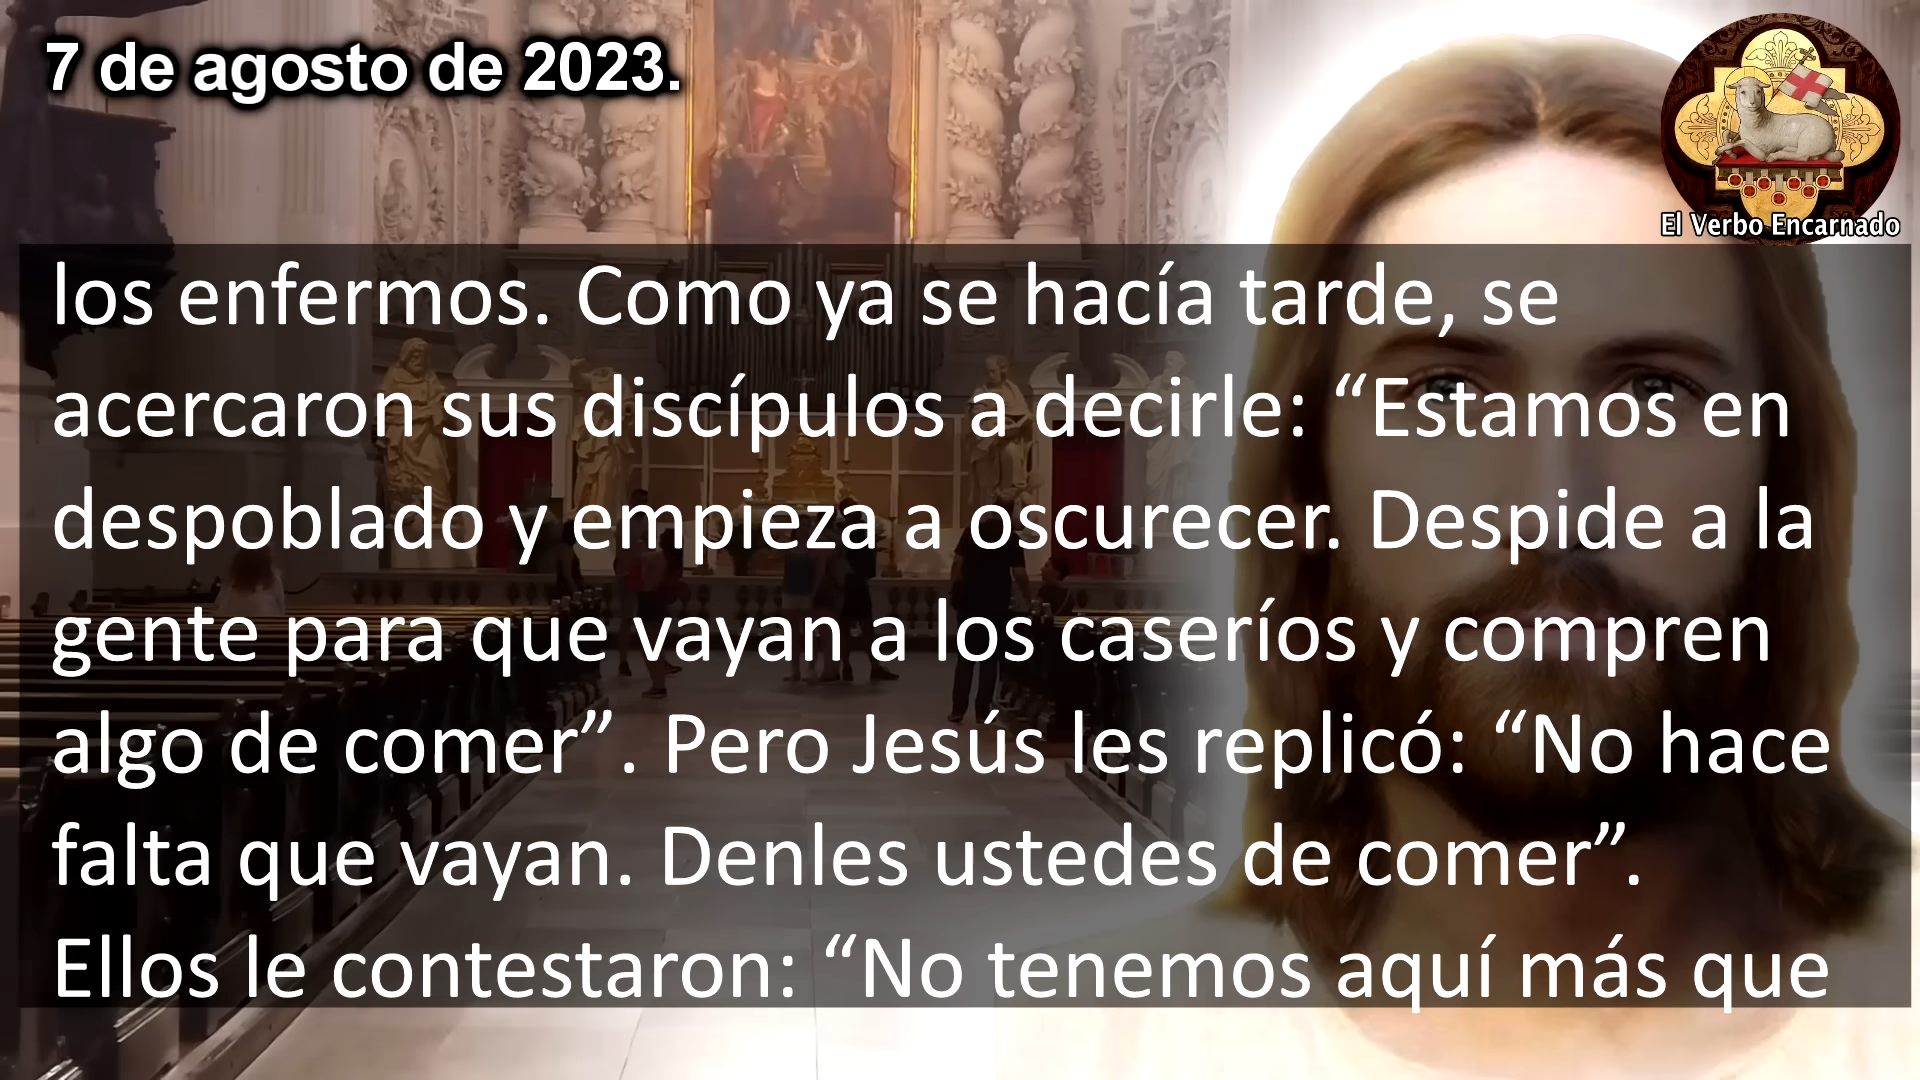 7 de agosto de 2023.
El Verbo Encarnado
los enfermos. Como ya se hacía tarde, se
acercaron sus discípulos a decirle: “Estamos en
despoblado y empieza a oscurecer. Despide a la
gente para que vayan a los caseríos y compren
algo de comer”. Pero Jesús les replicó: “No hace
falta que vayan. Denles ustedes de comer”.
Ellos le contestaron: “No tenemos aquí más que